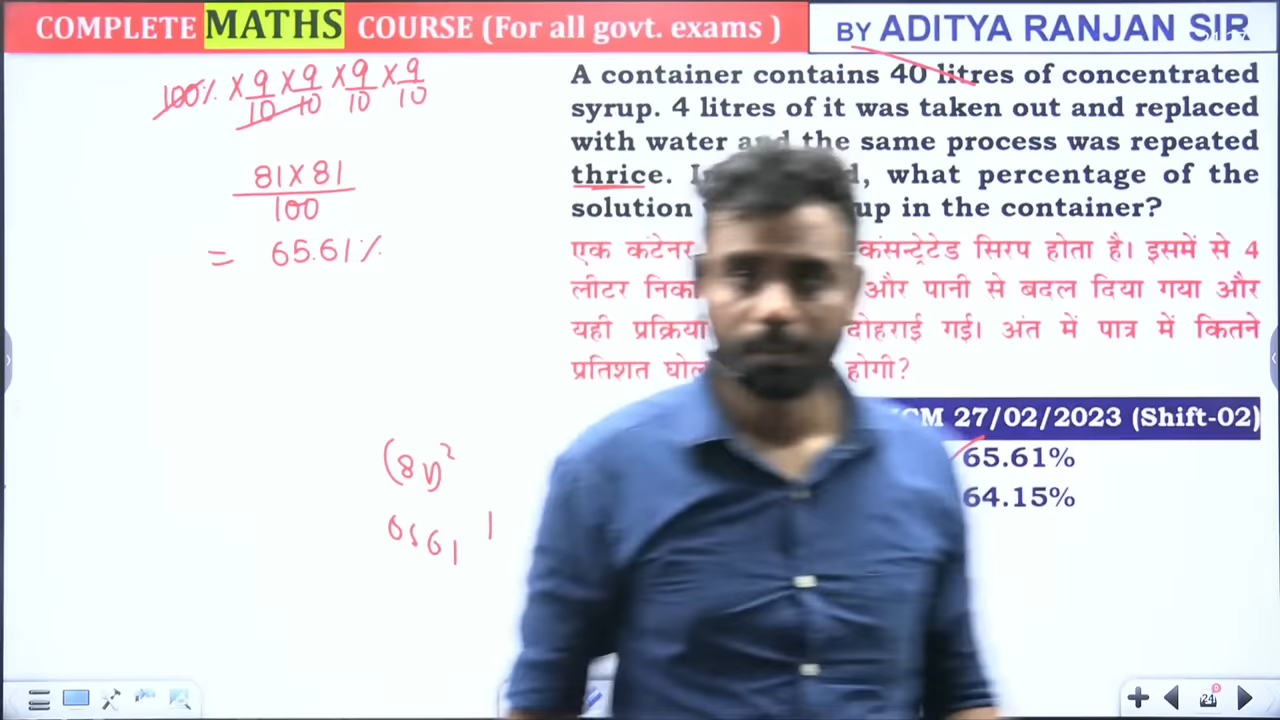 COMPLETE MATHS COURSE (For all govt. exams )
BY ADITYA RANJAN SIR
100% × 9/10 × 9/10 × 9/10 × 9/10
81 × 81
100
= 65.61%
(81)²
6561
A container contains 40 litres of concentrated
syrup. 4 litres of it was taken out and replaced
with water and the same process was repeated
thrice. , what percentage of the
solution up in the container?
एक कंटेनर कंसन्ट्रेटेड सिरप होता है। इसमें से 4
लीटर निका और पानी से बदल दिया गया और
यही प्रक्रिया दोहराई गई। अंत में पात्र में कितने
प्रतिशत घोल होगी?
27/02/2023 (Shift-02)
65.61%
64.15%
24